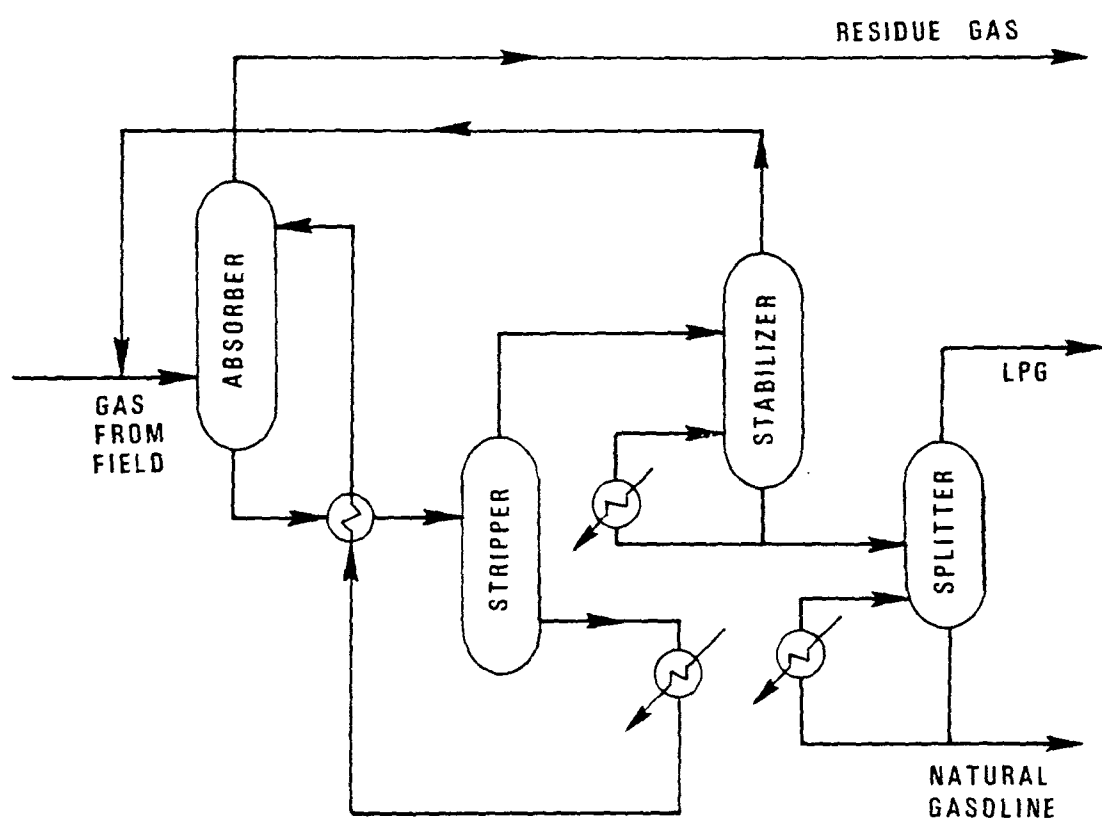 RESIDUE GAS
ABSORBER
STABILIZER
LPG
GAS
FROM
FIELD
STRIPPER
SPLITTER
NATURAL
GASOLINE